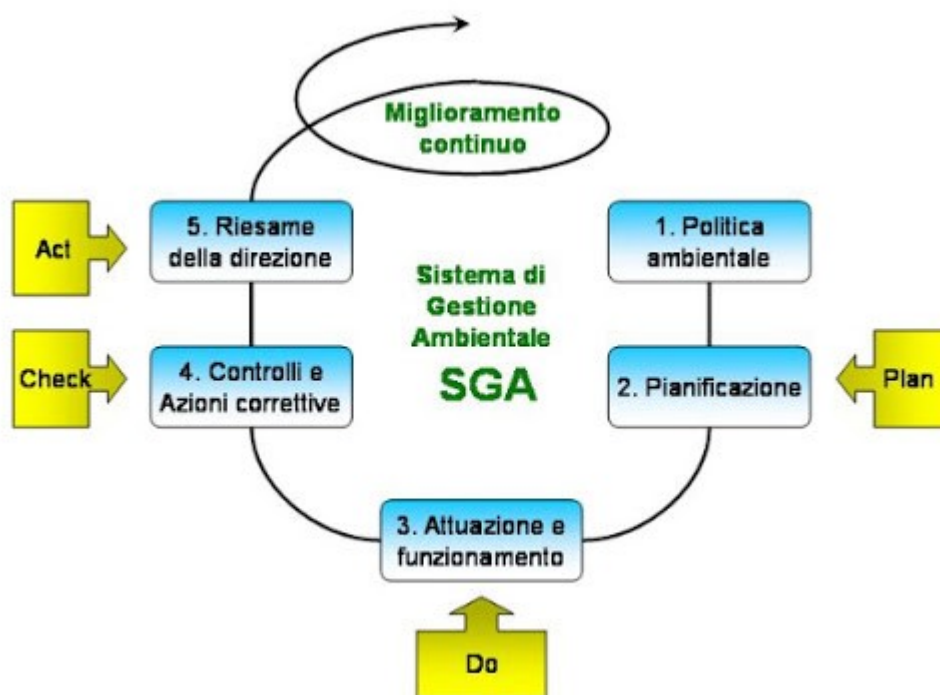 Miglioramento
continuo
Act
5. Riesame
della direzione
1. Politica
ambientale
Sistema di
Gestione
Ambientale
SGA
Check
4. Controlli e
Azioni correttive
2. Pianificazione
Plan
3. Attuazione e
funzionamento
Do